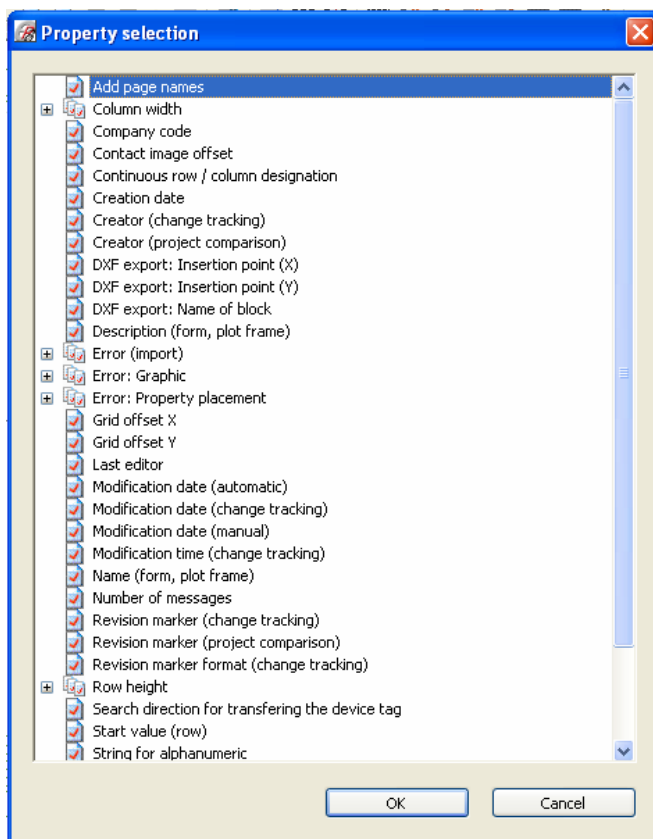 Property selection
Add page names
Column width
Company code
Contact image offset
Continuous row / column designation
Creation date
Creator (change tracking)
Creator (project comparison)
DXF export: Insertion point (X)
DXF export: Insertion point (Y)
DXF export: Name of block
Description (form, plot frame)
Error (import)
Error: Graphic
Error: Property placement
Grid offset X
Grid offset Y
Last editor
Modification date (automatic)
Modification date (change tracking)
Modification date (manual)
Modification time (change tracking)
Name (form, plot frame)
Number of messages
Revision marker (change tracking)
Revision marker (project comparison)
Revision marker format (change tracking)
Row height
Search direction for transfering the device tag
Start value (row)
String for alphanumeric
OK Cancel